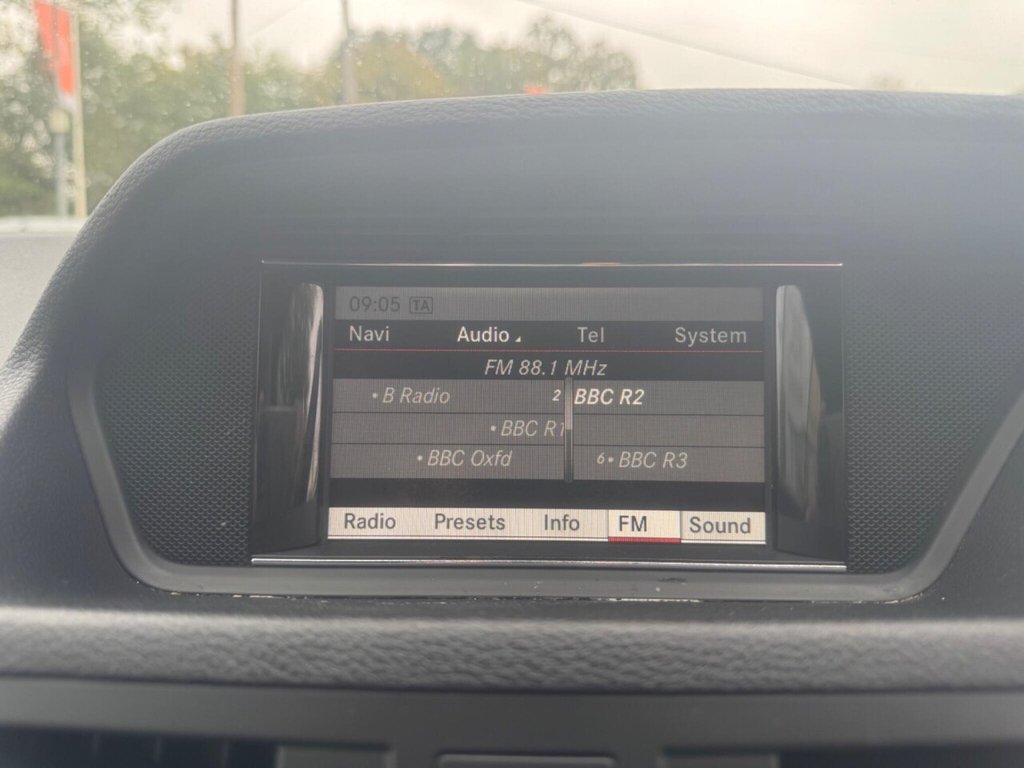 09:05 TA
Navi Audio Tel System
FM 88.1 MHz
•B Radio 2 BBC R2
•BBC R1
•BBC Oxfd 6•BBC R3
Radio Presets Info FM Sound